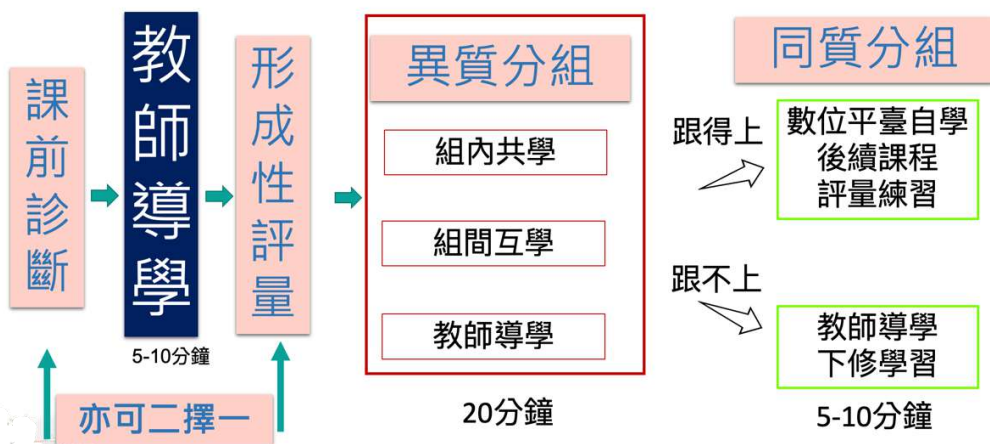 課前診斷
教師導學
5-10分鐘
形成性評量
亦可二擇一
異質分組
組內共學
組間互學
教師導學
20分鐘
同質分組
跟得上
數位平臺自學
後續課程
評量練習
跟不上
教師導學
下修學習
5-10分鐘